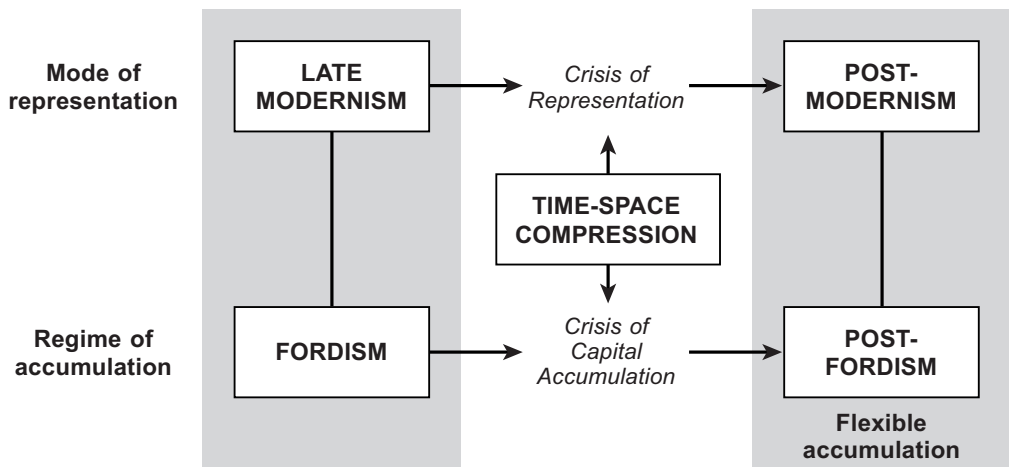 Mode of
representation
LATE
MODERNISM
Crisis of
Representation
POST-
MODERNISM
TIME-SPACE
COMPRESSION
Regime of
accumulation
FORDISM
Crisis of
Capital
Accumulation
POST-
FORDISM
Flexible
accumulation